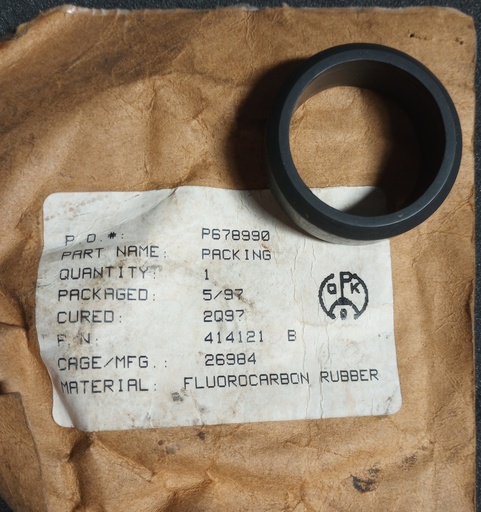 P.O.#: P678990
PART NAME: PACKING
QUANTITY: 1
PACKAGED: 5/97
CURED: 2Q97
P/N: 414121 B
CAGE/MFG.: 26984
MATERIAL: FLUOROCARBON RUBBER